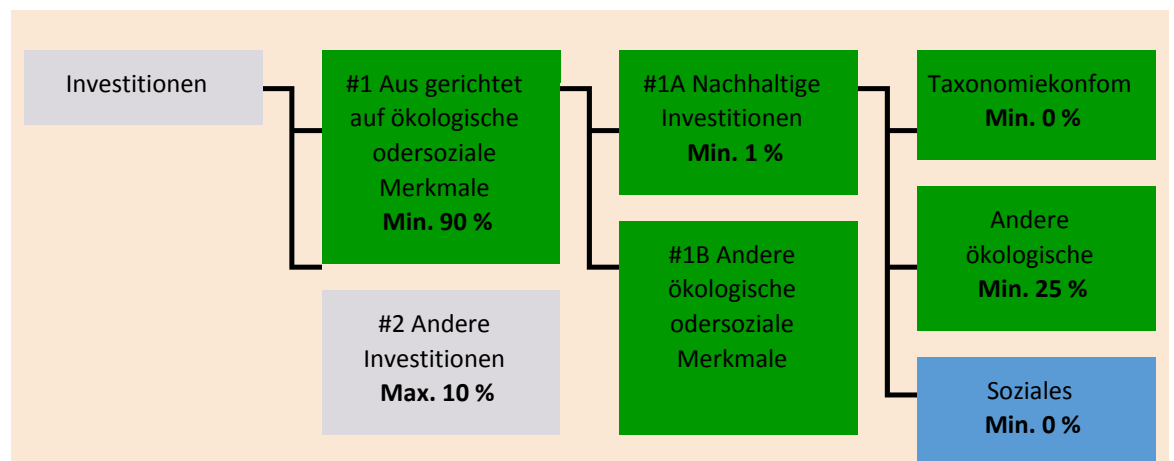 Investitionen
#1 Aus gerichtet
auf ökologische
odersoziale
Merkmale
Min. 90 %
#2 Andere
Investitionen
Max. 10 %
#1A Nachhaltige
Investitionen
Min. 1 %
#1B Andere
ökologische
odersoziale
Merkmale
Taxonomiekonfom
Min. 0 %
Andere
ökologische
Min. 25 %
Soziales
Min. 0 %